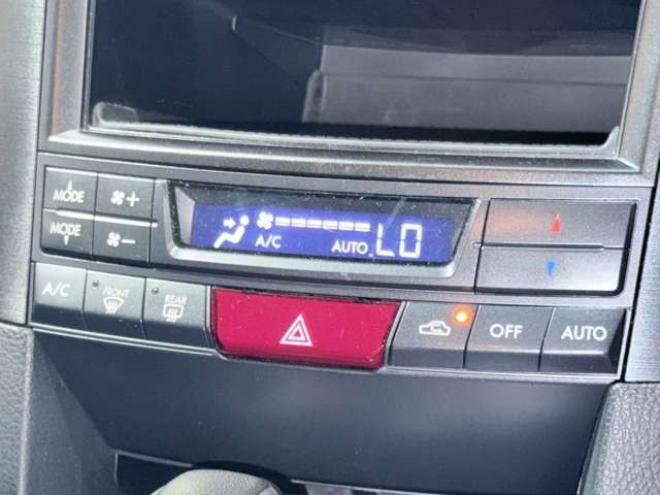 MODE + A/C AUTO LO
MODE -
A/C FRONT REAR OFF AUTO